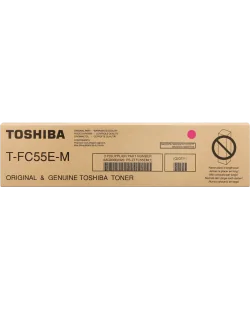 TOSHIBA
T-FC55E-M
ORIGINAL & GENUINE TOSHIBA TONER